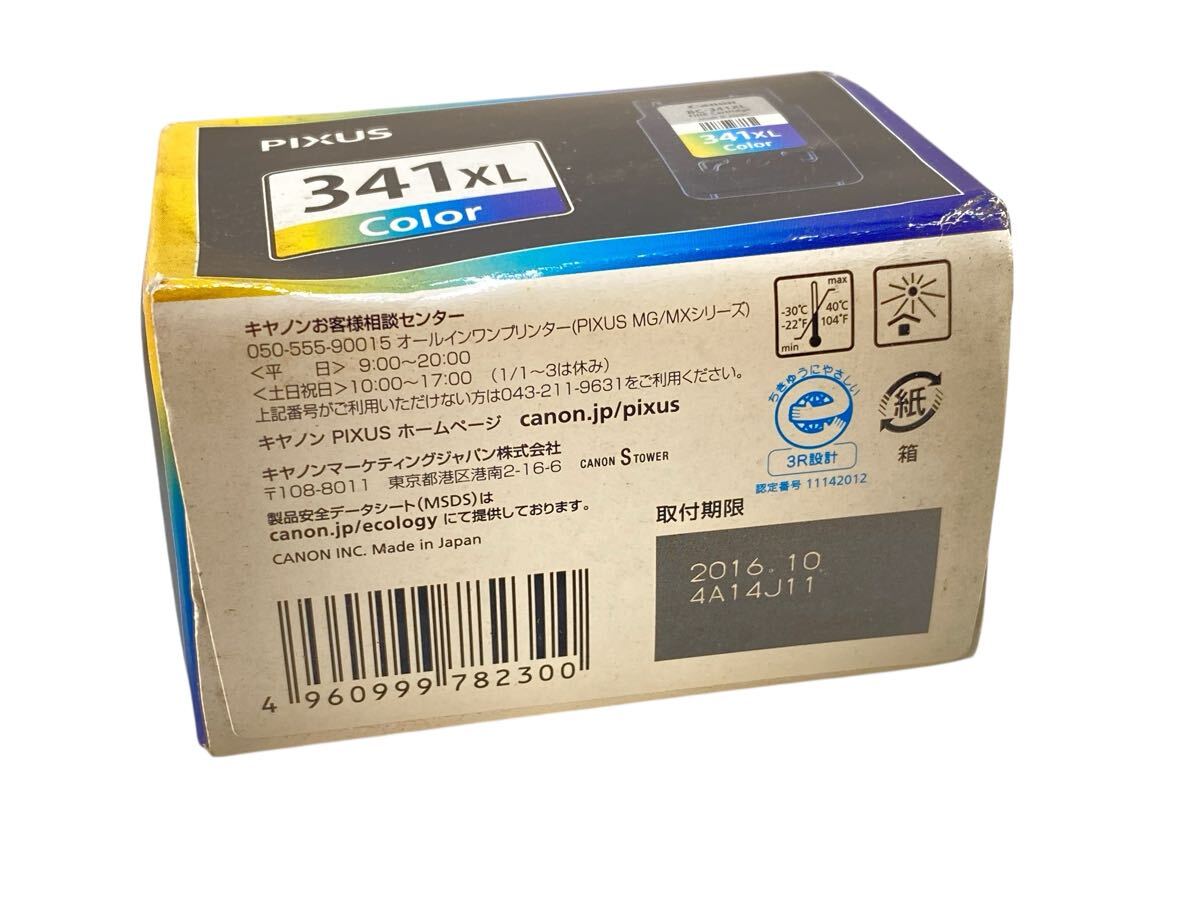 PIXUS
341XL
Color
Canon
BC-341XL
FINE Cartridge
341XL
Color
キヤノンお客様相談センター
050-555-90015 オールインワンプリンター(PIXUS MG/MXシリーズ)
<平　　日> 9:00～20:00
<土日祝日>10:00～17:00 （1/1～3は休み）
上記番号がご利用いただけない方は043-211-9631をご利用ください。
キヤノン PIXUS ホームページ canon.jp/pixus
キヤノンマーケティングジャパン株式会社
〒108-8011 東京都港区港南2-16-6 CANON S TOWER
製品安全データシート(MSDS)は
canon.jp/ecology にて提供しております。
CANON INC. Made in Japan
max
-30℃ 40℃
-22°F 104°F
min
ちきゅうにやさしい
3R設計
認定番号 11142012
紙
箱
取付期限
2016.10
4A14J11
4 960999 782300